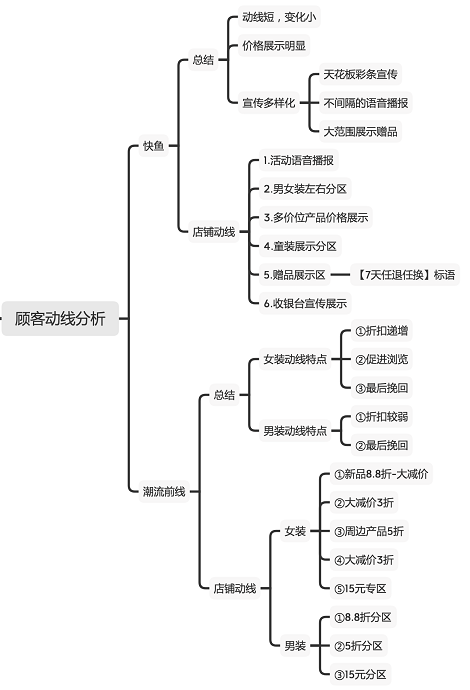 顾客动线分析
快鱼
总结
动线短，变化小
价格展示明显
宣传多样化
天花板彩条宣传
不间隔的语音播报
大范围展示赠品
店铺动线
1.活动语音播报
2.男女装左右分区
3.多价位产品价格展示
4.童装展示分区
5.赠品展示区
【7天任退任换】标语
6.收银台宣传展示
潮流前线
总结
女装动线特点
①折扣递增
②促进浏览
③最后挽回
男装动线特点
①折扣较弱
②最后挽回
店铺动线
女装
①新品8.8折-大减价
②大减价3折
③周边产品5折
④大减价3折
⑤15元专区
男装
①8.8折分区
②5折分区
③15元分区